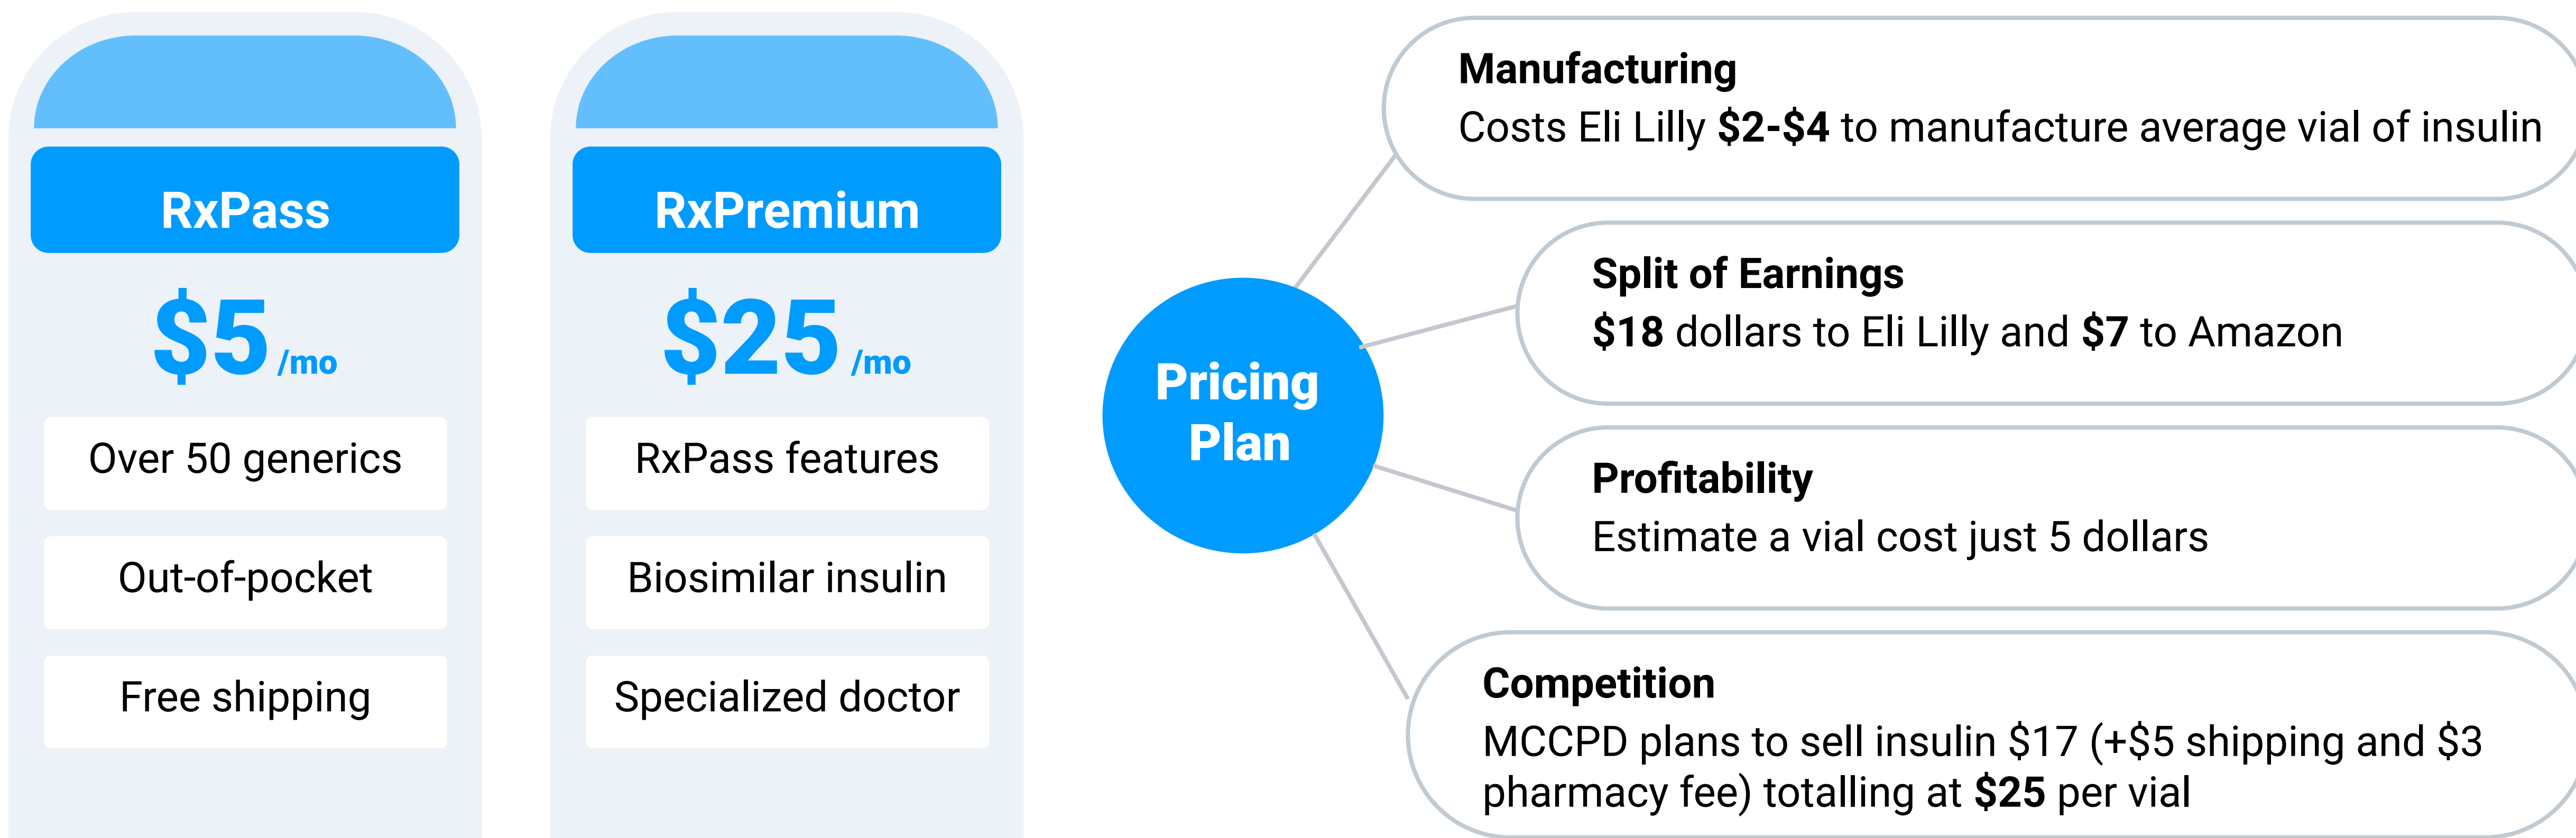 RxPass
$5 /mo
Over 50 generics
Out-of-pocket
Free shipping
RxPremium
$25 /mo
RxPass features
Biosimilar insulin
Specialized doctor
Pricing
Plan
Manufacturing
Costs Eli Lilly $2-$4 to manufacture average vial of insulin
Split of Earnings
$18 dollars to Eli Lilly and $7 to Amazon
Profitability
Estimate a vial cost just 5 dollars
Competition
MCCPD plans to sell insulin $17 (+$5 shipping and $3
pharmacy fee) totalling at $25 per vial